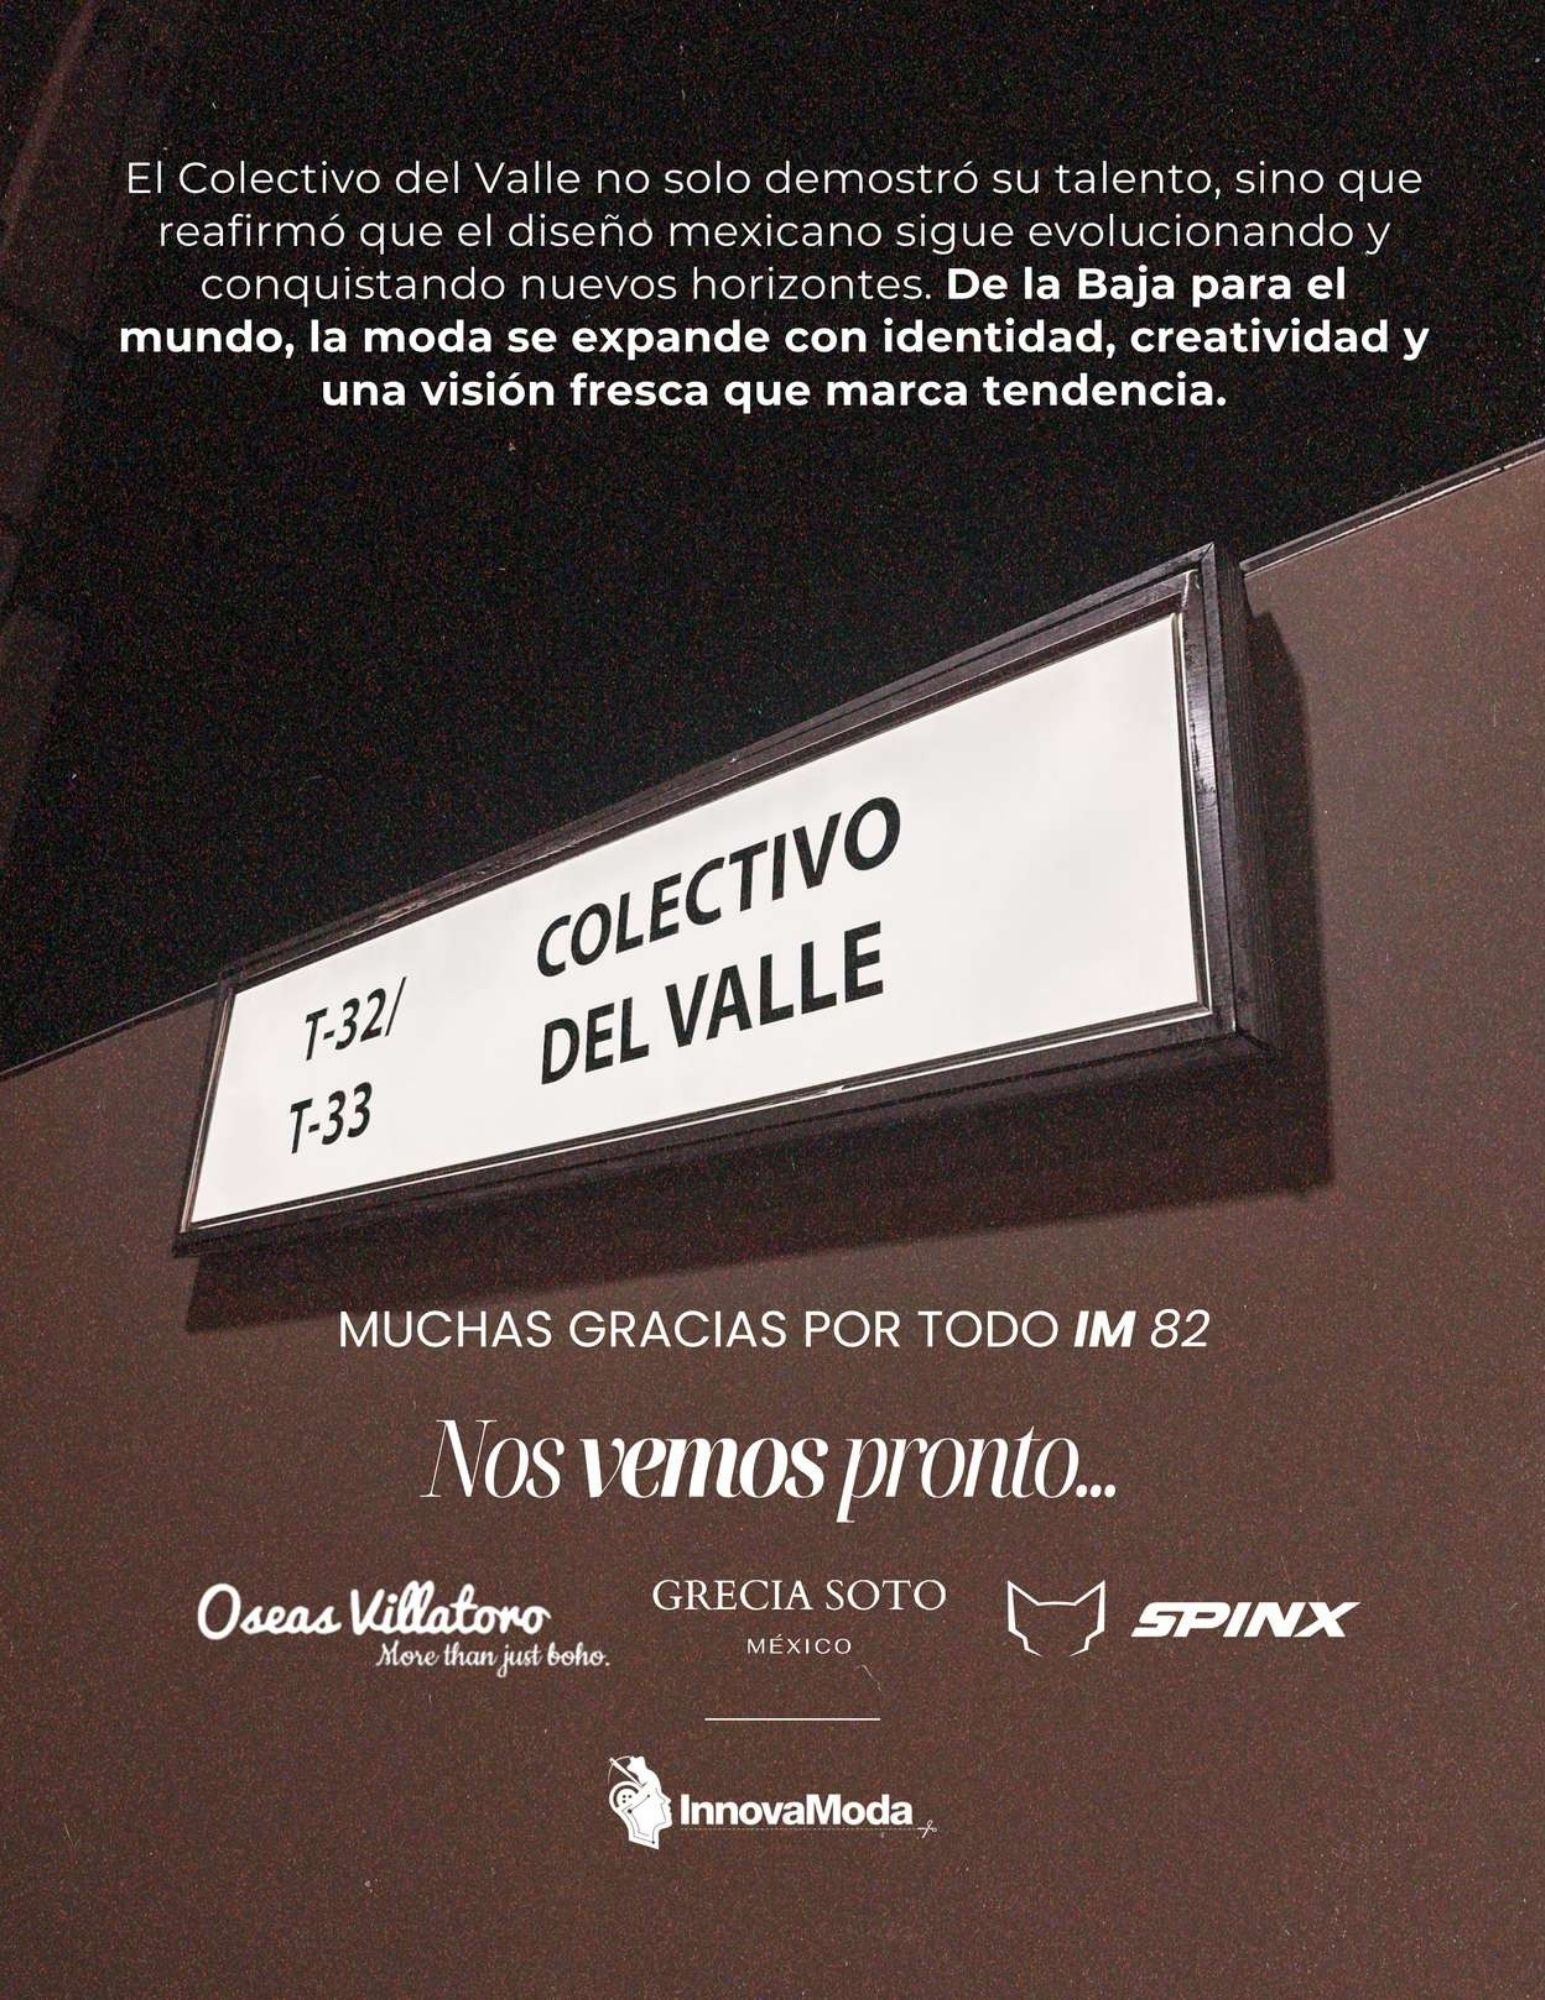 El Colectivo del Valle no solo demostró su talento, sino que
reafirmó que el diseño mexicano sigue evolucionando y
conquistando nuevos horizontes. De la Baja para el
mundo, la moda se expande con identidad, creatividad y
una visión fresca que marca tendencia.
T-32/
T-33
COLECTIVO
DEL VALLE
MUCHAS GRACIAS POR TODO IM 82
Nos vemos pronto...
Oseas Villatoro
More than just boho.
GRECIA SOTO
MÉXICO
SPINX
InnovaModa